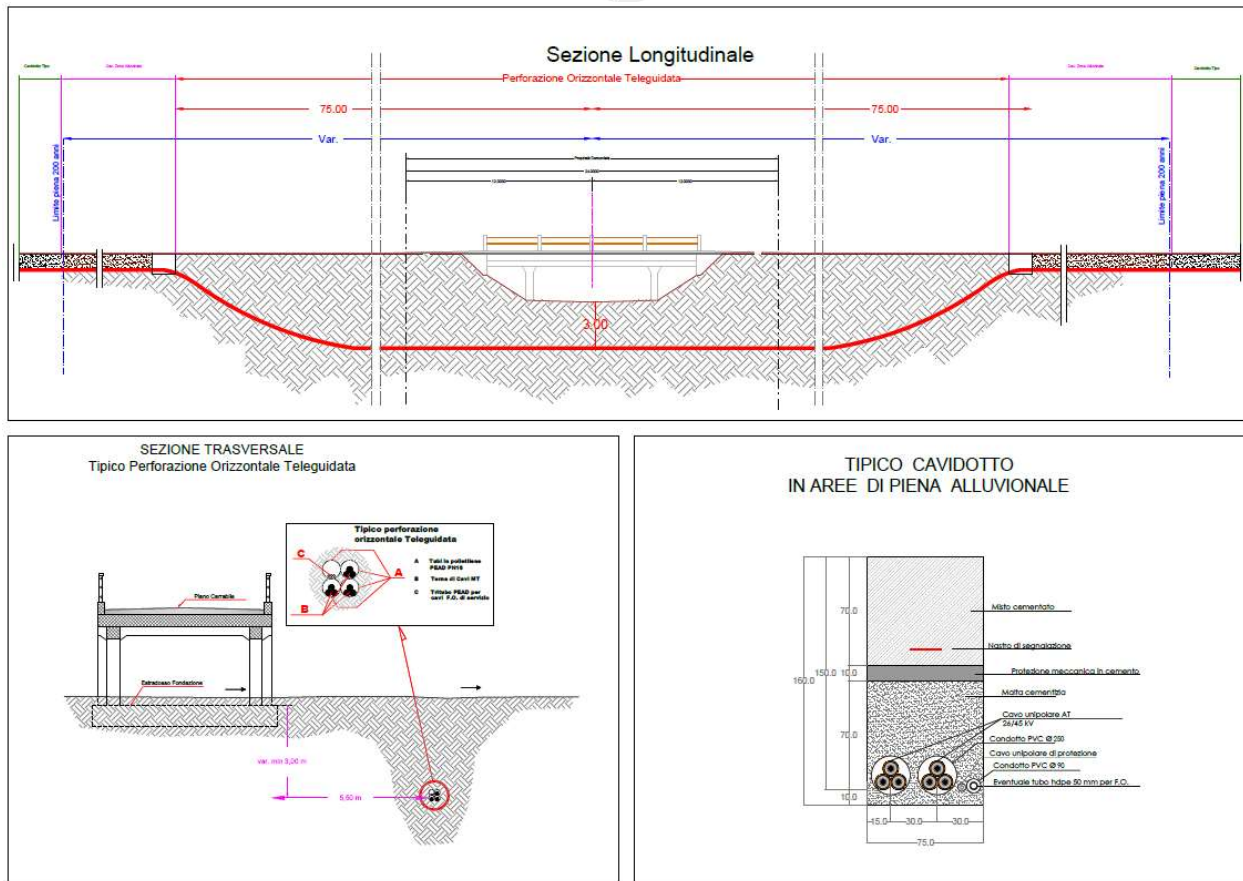 Sezione Longitudinale
Cavidotto Tipo
Perforazione Orizzontale Teleguidata
Cavidotto Tipo
75.00
75.00
Var.
Var.
Limite piena 200 anni
Limite piena 200 anni
3.00
SEZIONE TRASVERSALE
Tipico Perforazione Orizzontale Teleguidata
Tipico perforazione
orizzontale Teleguidata
C
A
B
A Tubi in polietilene
PEAD PN16
B Terna di Cavi MT
C Tritubo PEAD per
cavi F.O. di servizio
Piano Carrabile
Estradosso Fondazione
var. min 3,00 m
5,50 m
TIPICO CAVIDOTTO
IN AREE DI PIENA ALLUVIONALE
70.0
Misto cementato
Nastro di segnalazione
160.0
150.0
10.0
Protezione meccanica in cemento
Malta cementizia
70.0
Cavo unipolare AT
26/45 kV
Condotto PVC Ø 250
Cavo unipolare di protezione
Condotto PVC Ø 90
Eventuale tubo hdpe 50 mm per F.O.
10.0
15.0
30.0
30.0
75.0